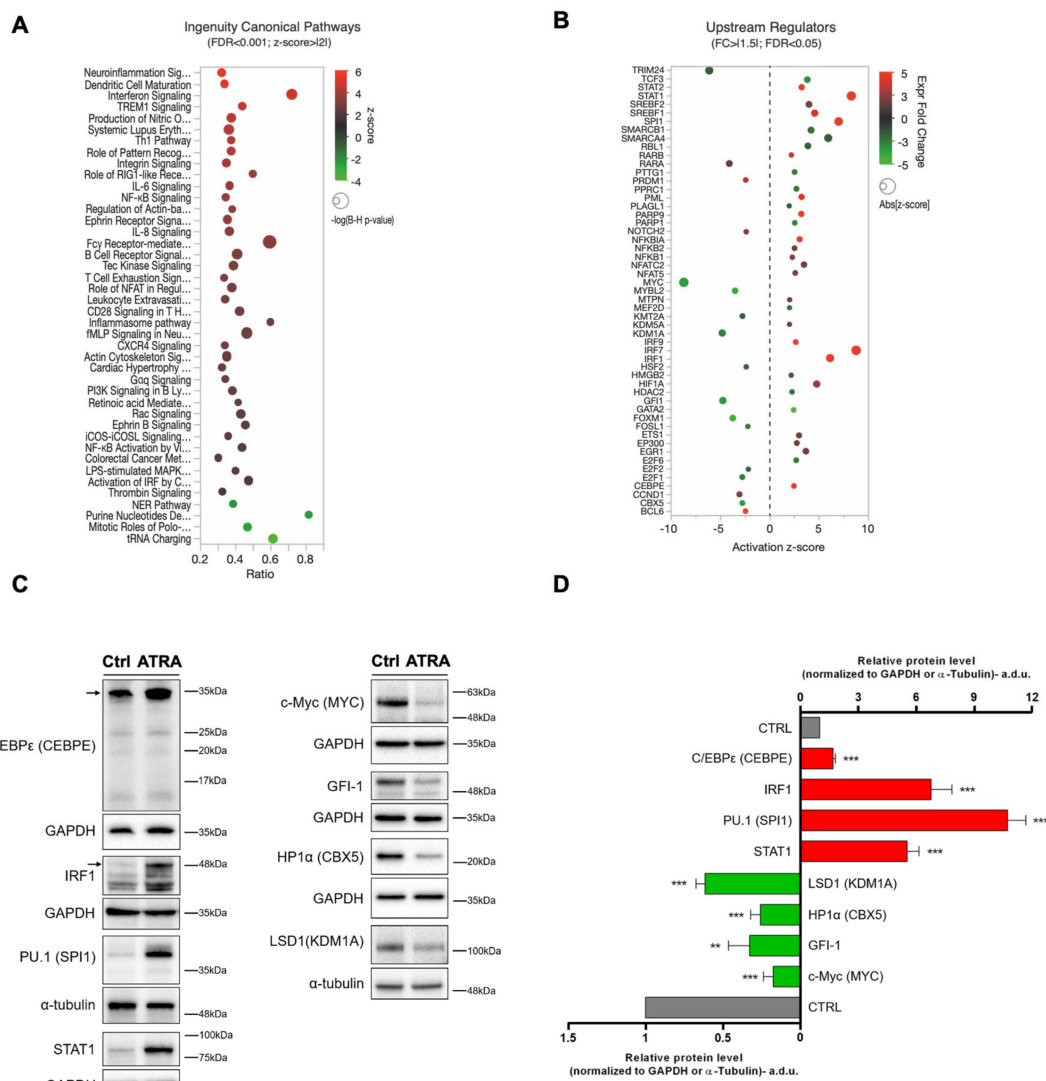 A
Ingenuity Canonical Pathways
(FDR<0.001; z-score>|2|)
Neuroinflammation Sig...
Dendritic Cell Maturation
Interferon Signaling
TREM1 Signaling
Production of Nitric O...
Systemic Lupus Eryth...
Th1 Pathway
Role of Pattern Recog...
Integrin Signaling
Role of RIG1-like Rece...
IL-6 Signaling
NF-κB Signaling
Regulation of Actin-ba...
Ephrin Receptor Signa...
IL-8 Signaling
Fcγ Receptor-mediate...
B Cell Receptor Signal...
Tec Kinase Signaling
T Cell Exhaustion Sign...
Role of NFAT in Regul...
Leukocyte Extravasati...
CD28 Signaling in T H...
Inflammasome pathway
fMLP Signaling in Neu...
CXCR4 Signaling
Actin Cytoskeleton Sig...
Cardiac Hypertrophy ...
Gαq Signaling
PI3K Signaling in B Ly...
Retinoic acid Mediate...
Rac Signaling
Ephrin B Signaling
iCOS-iCOSL Signaling...
NF-κB Activation by Vi...
Colorectal Cancer Met...
LPS-stimulated MAPK...
Activation of IRF by C...
Thrombin Signaling
NER Pathway
Purine Nucleotides De...
Mitotic Roles of Polo-...
tRNA Charging
0.2 0.4 0.6 0.8
Ratio
6
4
2
0
-2
-4
z-score
-log(B-H p-value)
B
Upstream Regulators
(FC>|1.5|; FDR<0.05)
TRIM24
TCF3
STAT2
STAT1
SREBF2
SREBF1
SPI1
SMARCB1
SMARCA4
RBL1
RARB
RARA
PTTG1
PRDM1
PPRC1
PML
PLAGL1
PARP9
PARP1
NOTCH2
NFKBIA
NFKB2
NFKB1
NFATC2
NFAT5
MYC
MYBL2
MTPN
MEF2D
KMT2A
KDM5A
KDM1A
IRF9
IRF7
IRF1
HSF2
HMGB2
HIF1A
HDAC2
GFI1
GATA2
FOXM1
FOSL1
ETS1
EP300
EGR1
E2F6
E2F2
E2F1
CEBPE
CCND1
CBX5
BCL6
-10 -5 0 5 10
Activation z-score
5
3
0
-3
-5
Expr Fold Change
Abs[z-score]
C
Ctrl ATRA
35kDa
25kDa
20kDa
17kDa
EBPε (CEBPE)
GAPDH
35kDa
48kDa
IRF1
GAPDH
35kDa
PU.1 (SPI1)
35kDa
α-tubulin
48kDa
100kDa
STAT1
75kDa
GAPDH
Ctrl ATRA
63kDa
c-Myc (MYC)
48kDa
GAPDH
35kDa
GFI-1
48kDa
GAPDH
35kDa
HP1α (CBX5)
20kDa
GAPDH
35kDa
LSD1(KDM1A)
100kDa
α-tubulin
48kDa
D
Relative protein level
(normalized to GAPDH or α-Tubulin)- a.d.u.
0 3 6 9 12
CTRL
C/EBPε (CEBPE) ***
IRF1 ***
PU.1 (SPI1) ***
STAT1 ***
*** LSD1 (KDM1A)
*** HP1α (CBX5)
** GFI-1
*** c-Myc (MYC)
CTRL
1.5 1 0
Relative protein level
(normalized to GAPDH or α-Tubulin)- a.d.u.